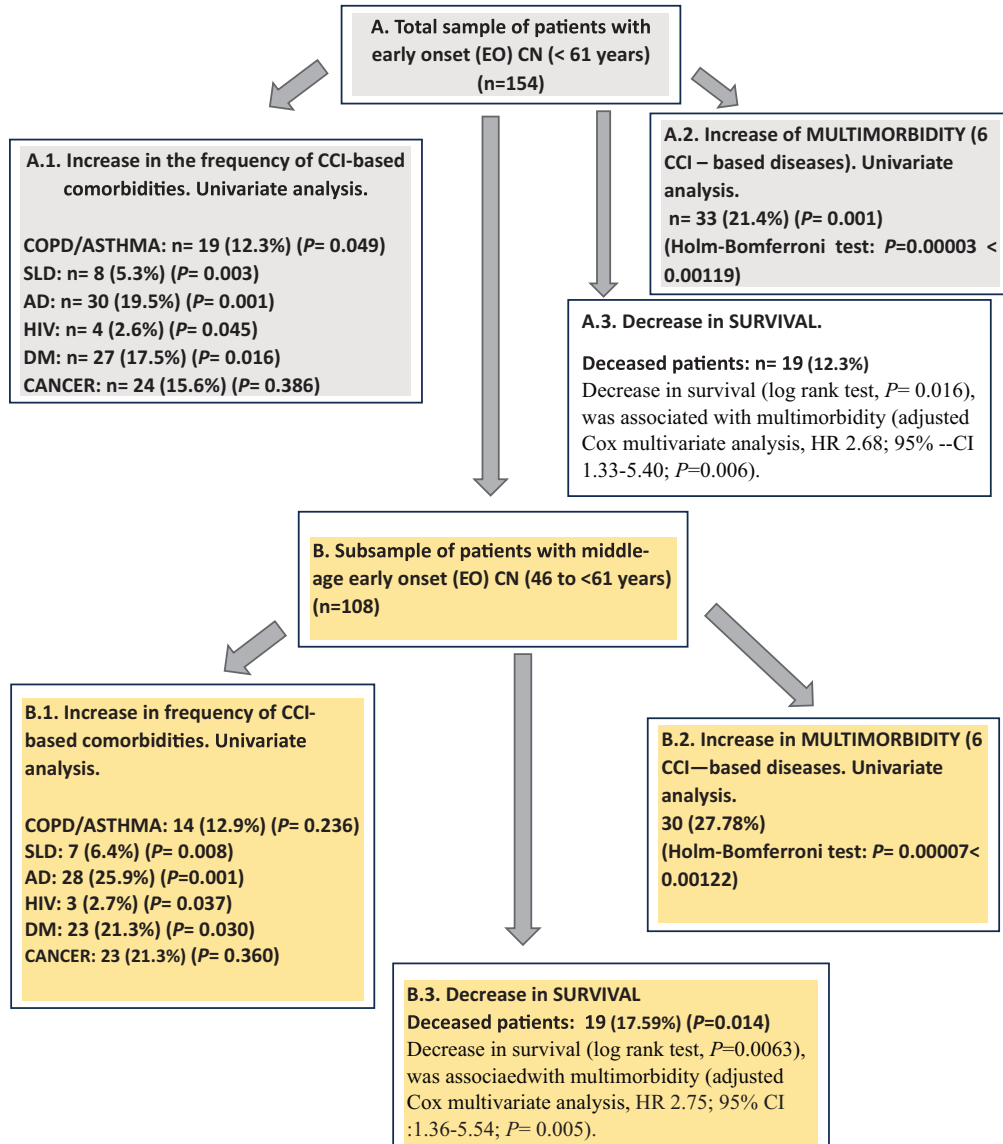 A. Total sample of patients with
early onset (EO) CN (< 61 years)
(n=154)
A.1. Increase in the frequency of CCI-based
comorbidities. Univariate analysis.
COPD/ASTHMA: n= 19 (12.3%) (P= 0.049)
SLD: n= 8 (5.3%) (P= 0.003)
AD: n= 30 (19.5%) (P= 0.001)
HIV: n= 4 (2.6%) (P= 0.045)
DM: n= 27 (17.5%) (P= 0.016)
CANCER: n= 24 (15.6%) (P= 0.386)
A.2. Increase of MULTIMORBIDITY (6
CCI – based diseases). Univariate
analysis.
n= 33 (21.4%) (P= 0.001)
(Holm-Bomferroni test: P=0.00003 <
0.00119)
A.3. Decrease in SURVIVAL.
Deceased patients: n= 19 (12.3%)
Decrease in survival (log rank test, P= 0.016),
was associated with multimorbidity (adjusted
Cox multivariate analysis, HR 2.68; 95% --CI
1.33-5.40; P=0.006).
B. Subsample of patients with middle-
age early onset (EO) CN (46 to <61 years)
(n=108)
B.1. Increase in frequency of CCI-
based comorbidities. Univariate
analysis.
COPD/ASTHMA: 14 (12.9%) (P= 0.236)
SLD: 7 (6.4%) (P= 0.008)
AD: 28 (25.9%) (P=0.001)
HIV: 3 (2.7%) (P= 0.037)
DM: 23 (21.3%) (P= 0.030)
CANCER: 23 (21.3%) (P= 0.360)
B.2. Increase in MULTIMORBIDITY (6
CCI—based diseases. Univariate
analysis.
30 (27.78%)
(Holm-Bomferroni test: P= 0.00007<
0.00122)
B.3. Decrease in SURVIVAL
Deceased patients: 19 (17.59%) (P=0.014)
Decrease in survival (log rank test, P=0.0063),
was associaedwith multimorbidity (adjusted
Cox multivariate analysis, HR 2.75; 95% CI
:1.36-5.54; P= 0.005).